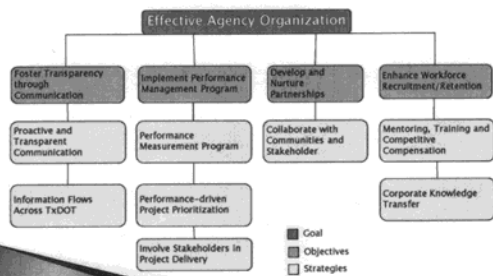 Effective Agency Organization
Foster Transparency
through
Communication
Implement Performance
Management Program
Develop and
Nurture
Partnerships
Enhance Workforce
Recruitment/Retention
Proactive and
Transparent
Communication
Performance
Measurement Program
Collaborate with
Communities and
Stakeholder
Mentoring, Training and
Competitive
Compensation
Information Flows
Across TxDOT
Performance-driven
Project Prioritization
Corporate Knowledge
Transfer
Involve Stakeholders in
Project Delivery
Goal
Objectives
Strategies